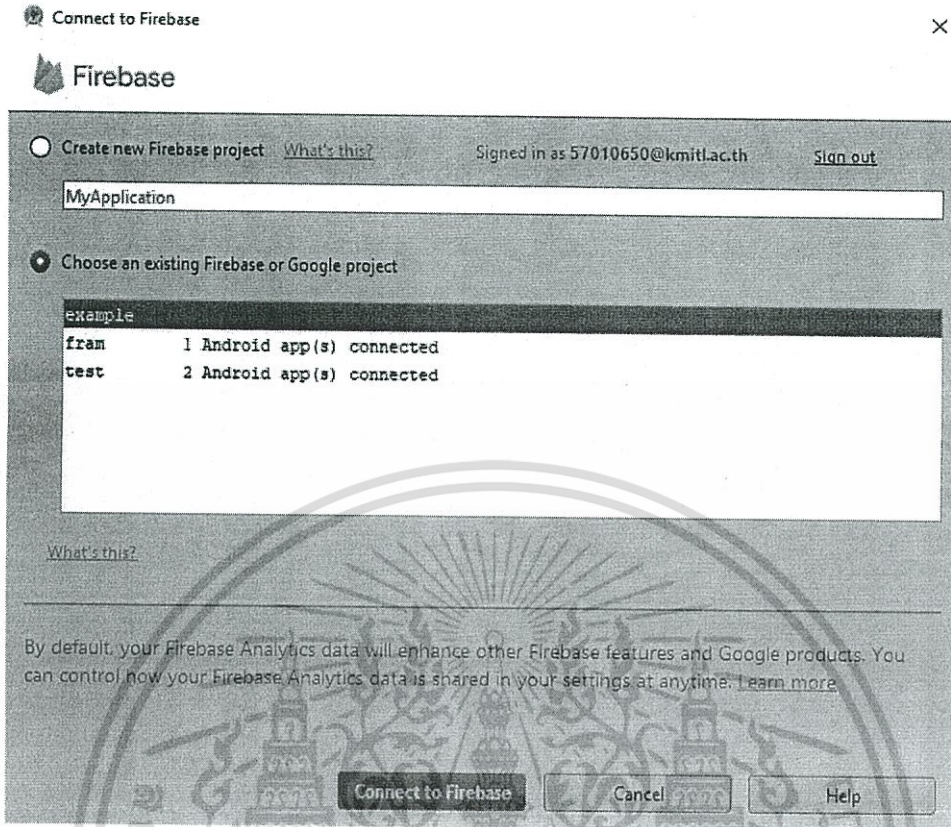 Connect to Firebase
Firebase
Create new Firebase project What's this? Signed in as 57010650@kmitl.ac.th Sign out
MyApplication
Choose an existing Firebase or Google project
example
fram 1 Android app(s) connected
test 2 Android app(s) connected
What's this?
By default, your Firebase Analytics data will enhance other Firebase features and Google products. You
can control how your Firebase Analytics data is shared in your settings at anytime. Learn more
Connect to Firebase Cancel Help